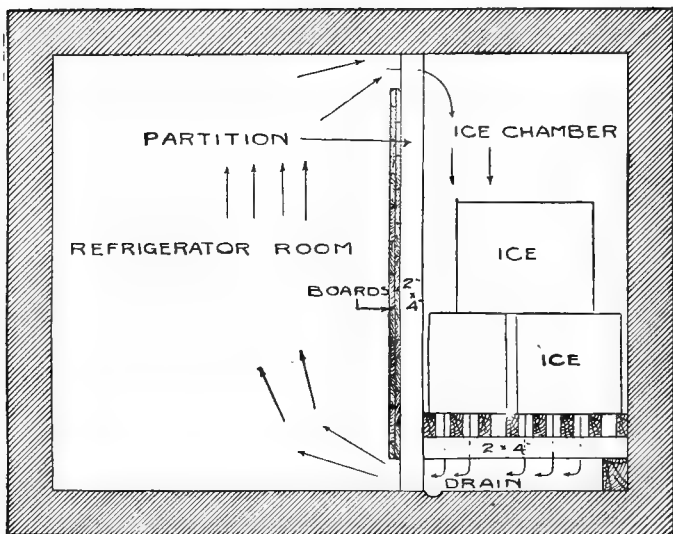 PARTITION
ICE CHAMBER
REFRIGERATOR ROOM
ICE
BOARDS
2"
×
4"
ICE
2 × 4"
DRAIN